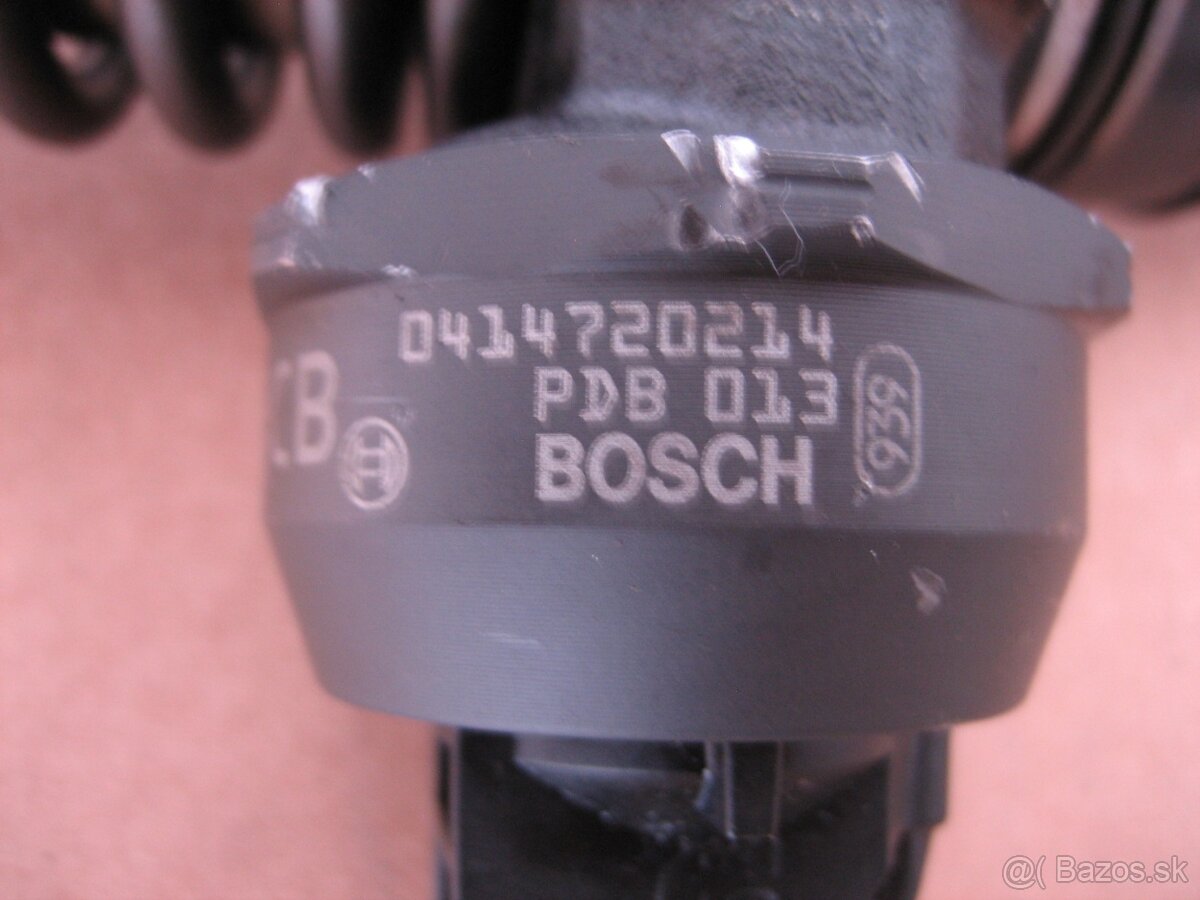 0414720214
PDB 013
BOSCH
939
CB
@( Bazos.sk